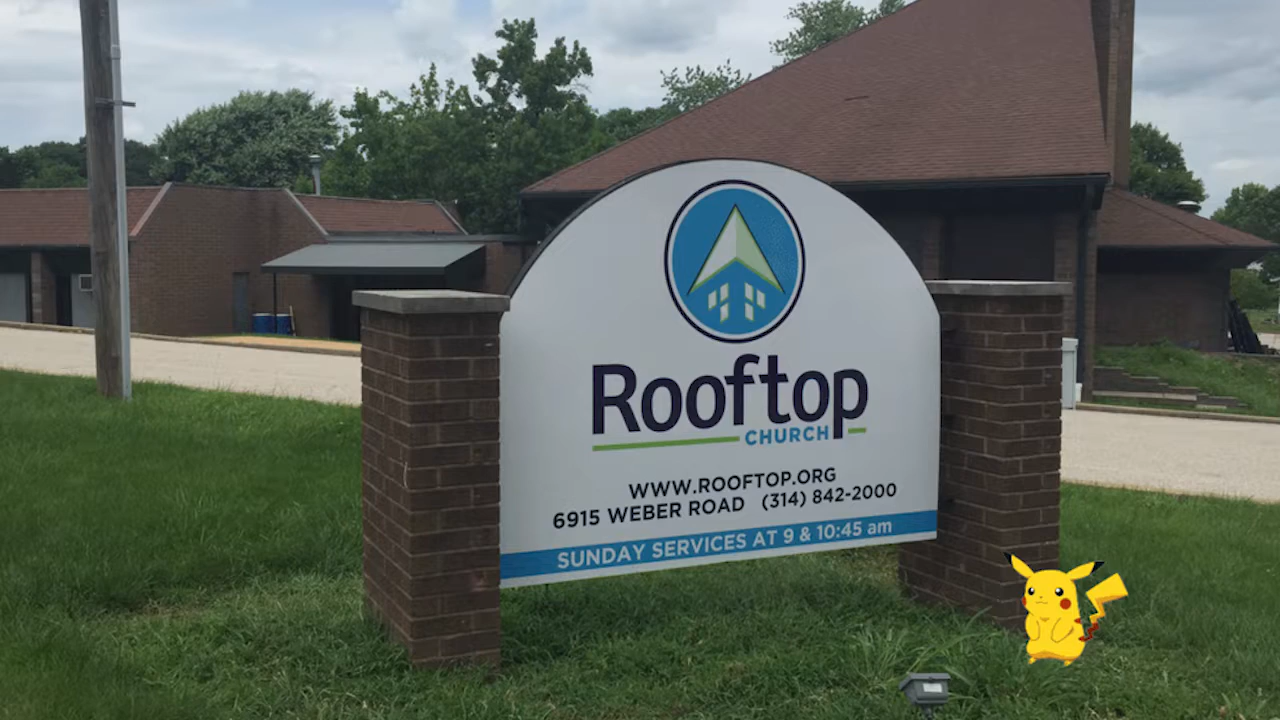 Rooftop
CHURCH
WWW.ROOFTOP.ORG
6915 WEBER ROAD (314) 842-2000
SUNDAY SERVICES AT 9 & 10:45 am